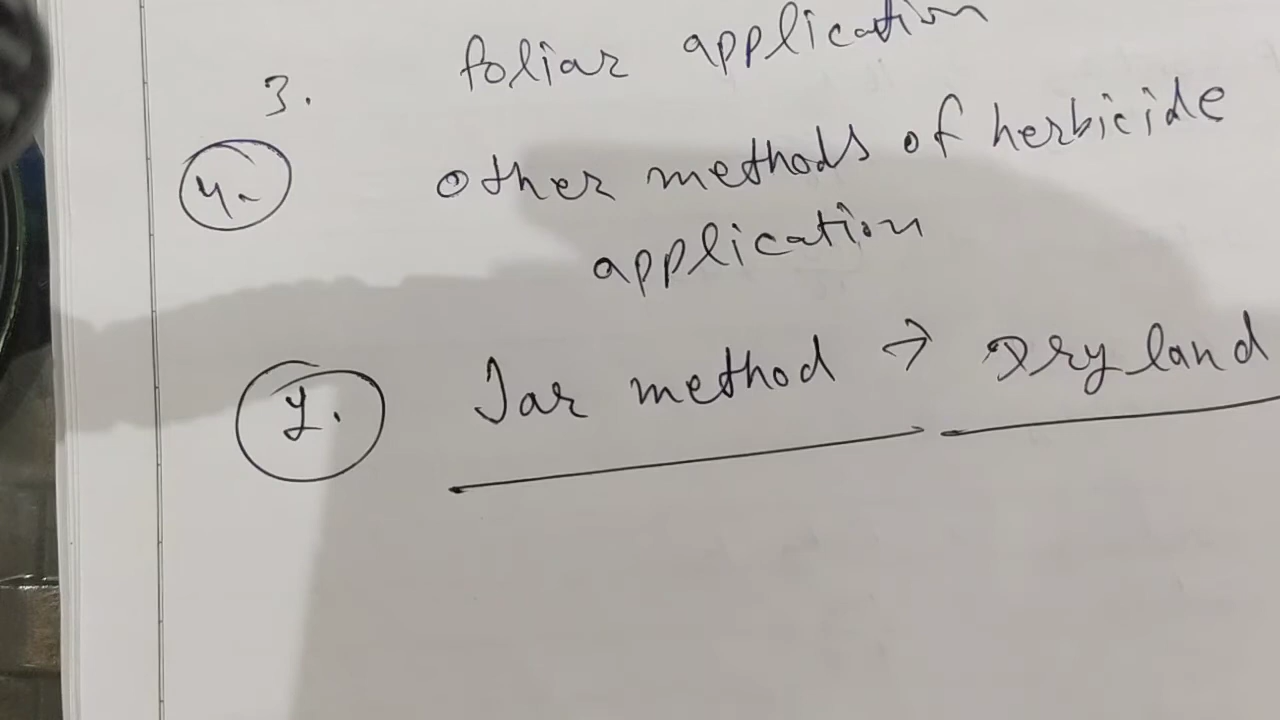 3. foliar application
4. Other methods of herbicide
application
1. Jar method → Dry land